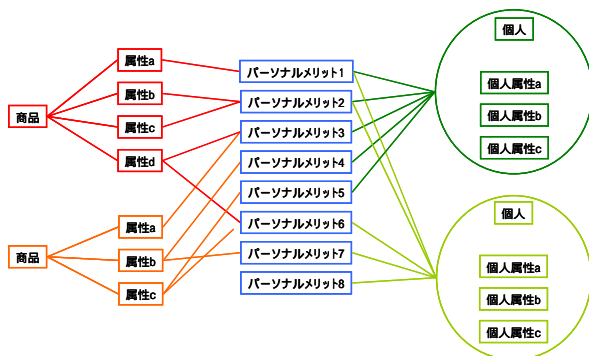 商品
属性a
属性b
属性c
属性d
商品
属性a
属性b
属性c
パーソナルメリット1
パーソナルメリット2
パーソナルメリット3
パーソナルメリット4
パーソナルメリット5
パーソナルメリット6
パーソナルメリット7
パーソナルメリット8
個人
個人属性a
個人属性b
個人属性c
個人
個人属性a
個人属性b
個人属性c